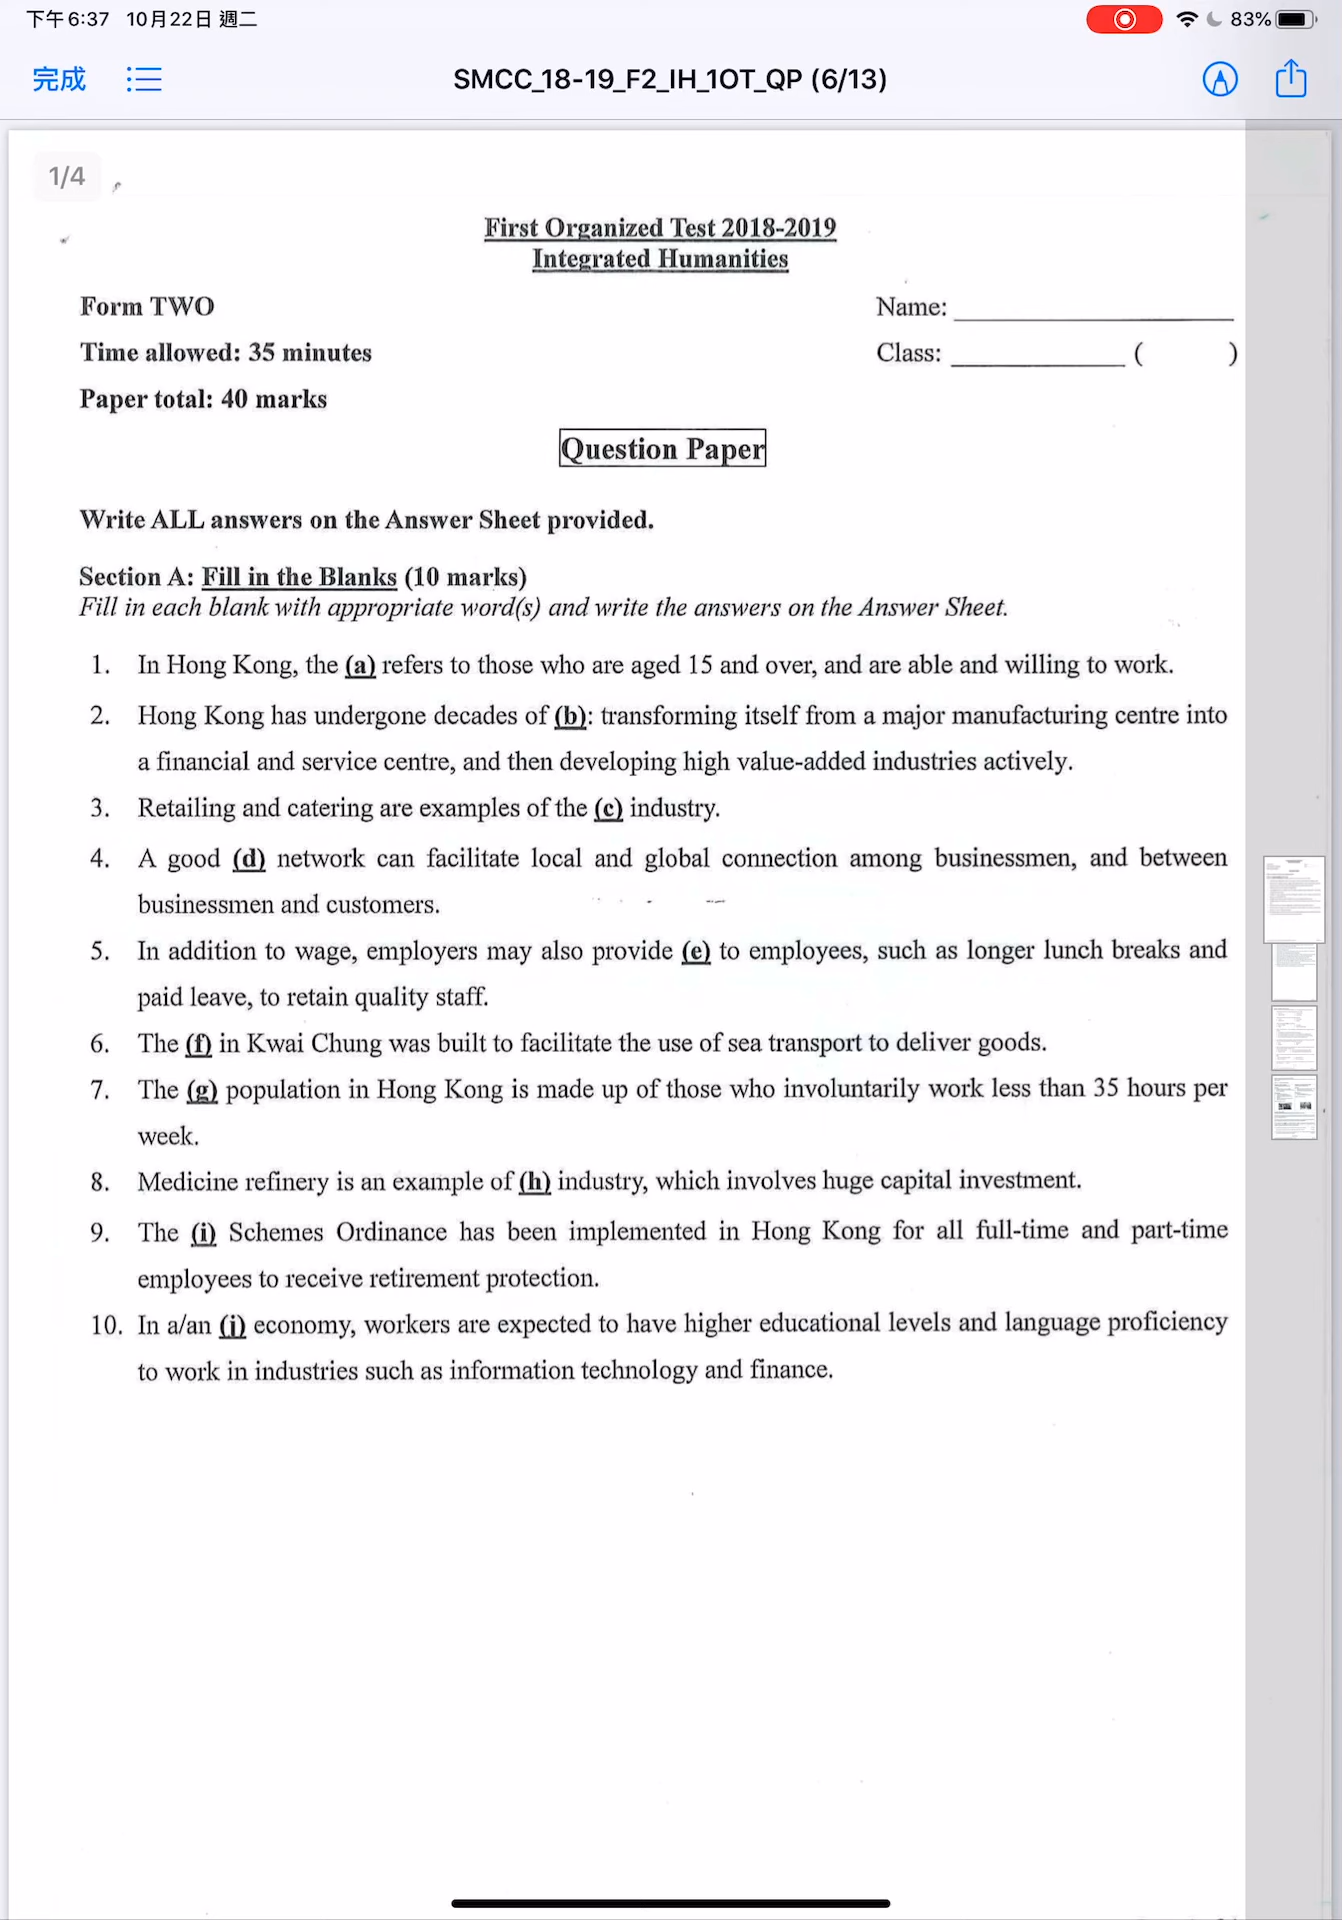 下午6:37 10月22日 週二
83%
完成
SMCC_18-19_F2_IH_1OT_QP (6/13)
1/4
First Organized Test 2018-2019
Integrated Humanities
Form TWO
Name:
Time allowed: 35 minutes
Class: ( )
Paper total: 40 marks
Question Paper
Write ALL answers on the Answer Sheet provided.
Section A: Fill in the Blanks (10 marks)
Fill in each blank with appropriate word(s) and write the answers on the Answer Sheet.
1. In Hong Kong, the (a) refers to those who are aged 15 and over, and are able and willing to work.
2. Hong Kong has undergone decades of (b): transforming itself from a major manufacturing centre into
a financial and service centre, and then developing high value-added industries actively.
3. Retailing and catering are examples of the (c) industry.
4. A good (d) network can facilitate local and global connection among businessmen, and between
businessmen and customers.
5. In addition to wage, employers may also provide (e) to employees, such as longer lunch breaks and
paid leave, to retain quality staff.
6. The (f) in Kwai Chung was built to facilitate the use of sea transport to deliver goods.
7. The (g) population in Hong Kong is made up of those who involuntarily work less than 35 hours per
week.
8. Medicine refinery is an example of (h) industry, which involves huge capital investment.
9. The (i) Schemes Ordinance has been implemented in Hong Kong for all full-time and part-time
employees to receive retirement protection.
10. In a/an (j) economy, workers are expected to have higher educational levels and language proficiency
to work in industries such as information technology and finance.